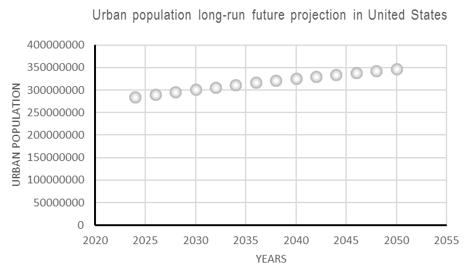 Urban population long-run future projection in United States
400000000
350000000
300000000
250000000
200000000
150000000
100000000
50000000
0
URBAN POPULATION
2020 2025 2030 2035 2040 2045 2050 2055
YEARS